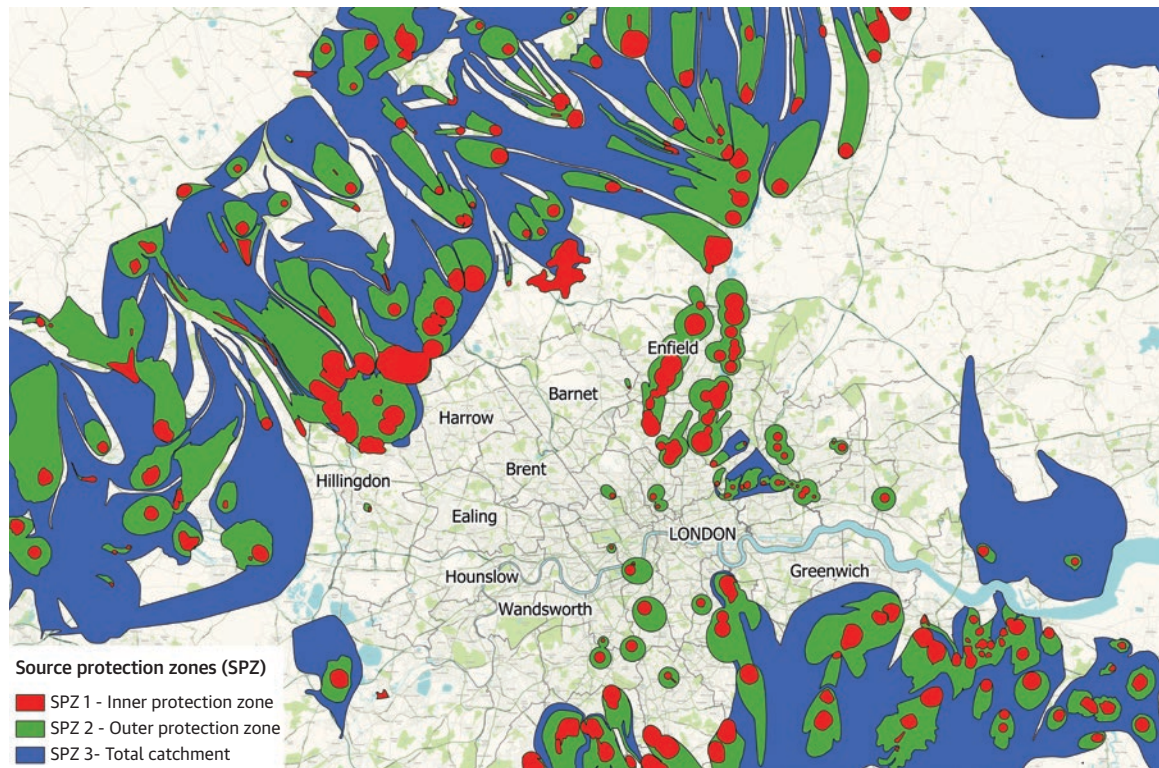 Enfield
Barnet
Harrow
Brent
Hillingdon
Ealing
LONDON
Hounslow
Greenwich
Wandsworth
Source protection zones (SPZ)
SPZ 1 - Inner protection zone
SPZ 2 - Outer protection zone
SPZ 3- Total catchment